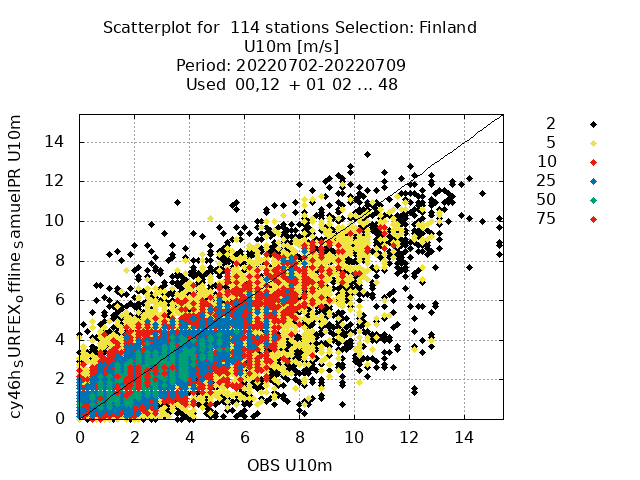 Scatterplot for 114 stations Selection: Finland
U10m [m/s]
Period: 20220702-20220709
Used 00,12 + 01 02 ... 48
cy46h_SURFEX_offline_samuelPR U10m
14
12
10
8
6
4
2
0
0 2 4 6 8 10 12 14
OBS U10m
2
5
10
25
50
75